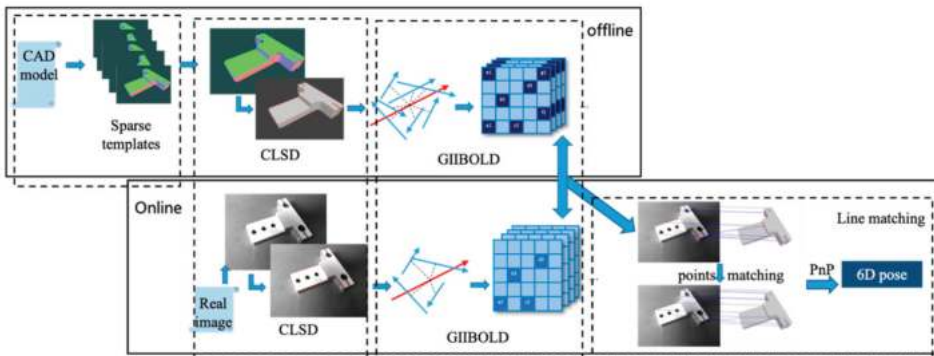 offline
CAD
model
Sparse
templates
CLSD
GIIBOLD
Online
Real
image
CLSD
GIIBOLD
Line matching
points matching
PnP
6D pose